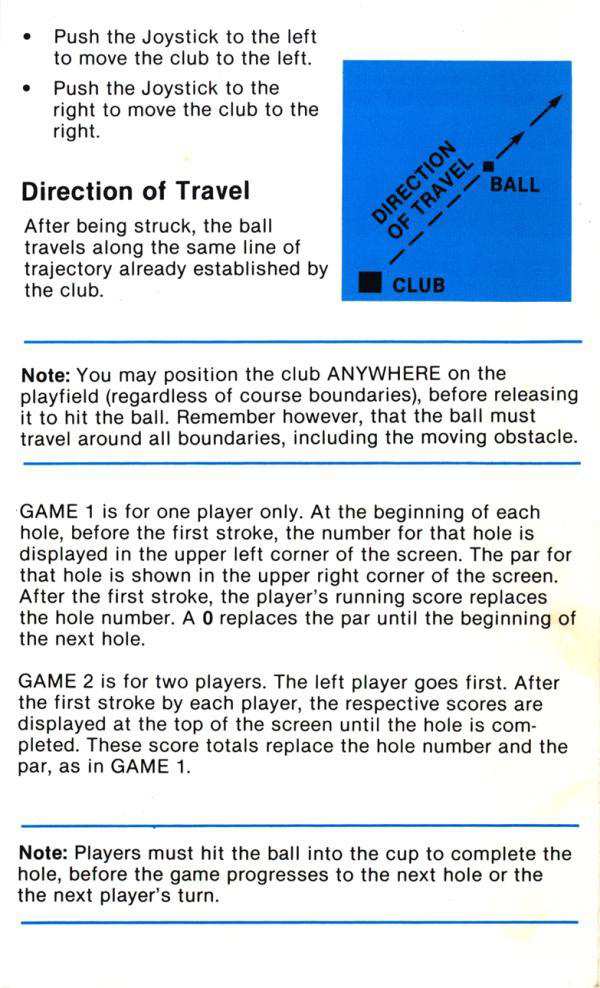 • Push the Joystick to the left
to move the club to the left.
• Push the Joystick to the
right to move the club to the
right.
Direction of Travel
After being struck, the ball
travels along the same line of
trajectory already established by
the club.
DIRECTION
OF TRAVEL
BALL
CLUB
Note: You may position the club ANYWHERE on the
playfield (regardless of course boundaries), before releasing
it to hit the ball. Remember however, that the ball must
travel around all boundaries, including the moving obstacle.
GAME 1 is for one player only. At the beginning of each
hole, before the first stroke, the number for that hole is
displayed in the upper left corner of the screen. The par for
that hole is shown in the upper right corner of the screen.
After the first stroke, the player's running score replaces
the hole number. A 0 replaces the par until the beginning of
the next hole.
GAME 2 is for two players. The left player goes first. After
the first stroke by each player, the respective scores are
displayed at the top of the screen until the hole is com-
pleted. These score totals replace the hole number and the
par, as in GAME 1.
Note: Players must hit the ball into the cup to complete the
hole, before the game progresses to the next hole or the
the next player's turn.